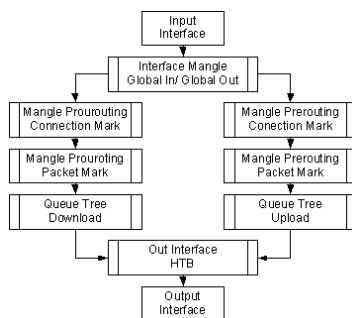 Input
Interface
Interface Mangle
Global In/ Global Out
Mangle Prourouting
Connection Mark
Mangle Prerouting
Conection Mark
Mangle Prouroting
Packet Mark
Mangle Prerouting
Packet Mark
Queue Tree
Download
Queue Tree
Upload
Out Interface
HTB
Output
Interface